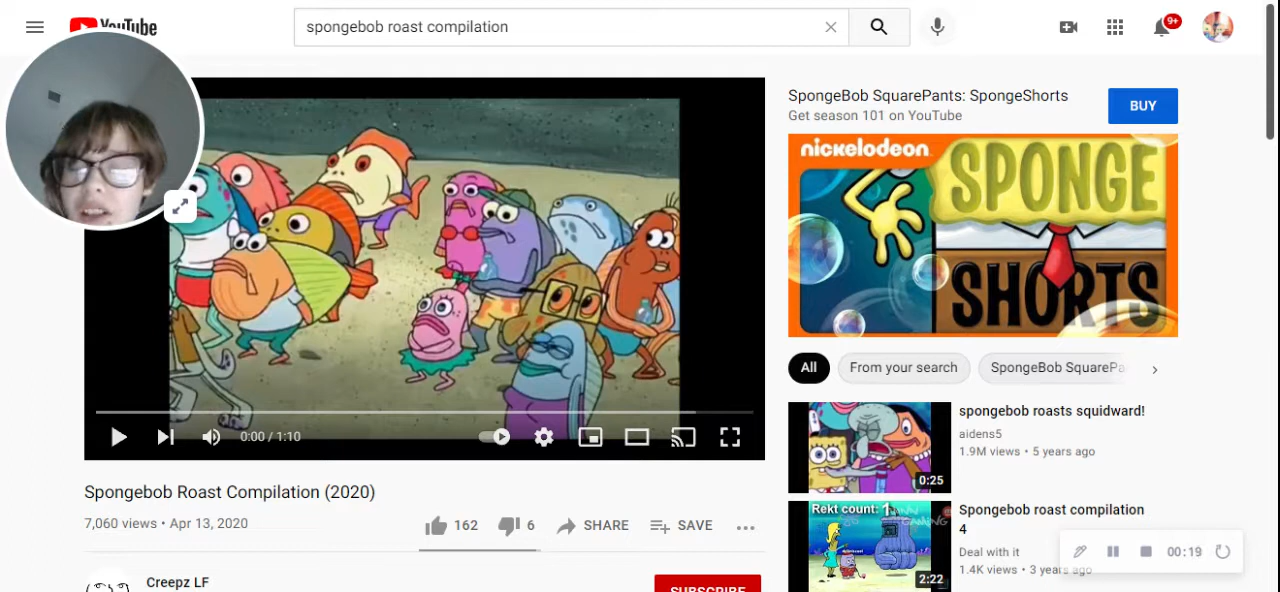 YouTube
spongebob roast compilation
9+
SpongeBob SquarePants: SpongeShorts
Get season 101 on YouTube
BUY
nickelodeon
SPONGE
SHORTS
All
From your search
SpongeBob SquarePa
0:00 / 1:10
spongebob roasts squidward!
aidens5
1.9M views • 5 years ago
0:25
Spongebob Roast Compilation (2020)
7,060 views • Apr 13, 2020
162
6
SHARE
SAVE
Rekt count: 1
GAMING
2:22
Spongebob roast compilation
4
Deal with it
1.4K views • 3 years ago
00:19
Creepz LF
SUBSCRIBE